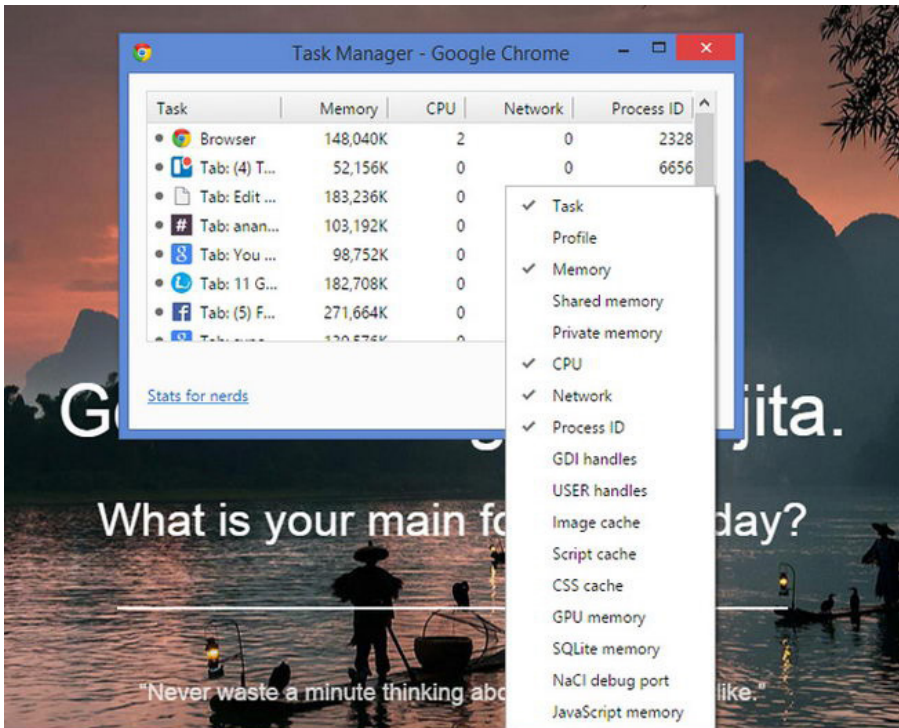 Task Manager - Google Chrome
Task Memory CPU Network Process ID
Browser 148,040K 2 0 2328
Tab: (4) T... 52,156K 0 0 6656
Tab: Edit ... 183,236K 0
Tab: anan... 103,192K 0
Tab: You ... 98,752K 0
Tab: 11 G... 182,708K 0
Tab: (5) F... 271,664K 0
Stats for nerds
Task
Profile
Memory
Shared memory
Private memory
CPU
Network
Process ID
GDI handles
USER handles
Image cache
Script cache
CSS cache
GPU memory
SQLite memory
NaCl debug port
JavaScript memory
G jita.
What is your main fo day?
"Never waste a minute thinking abo like."